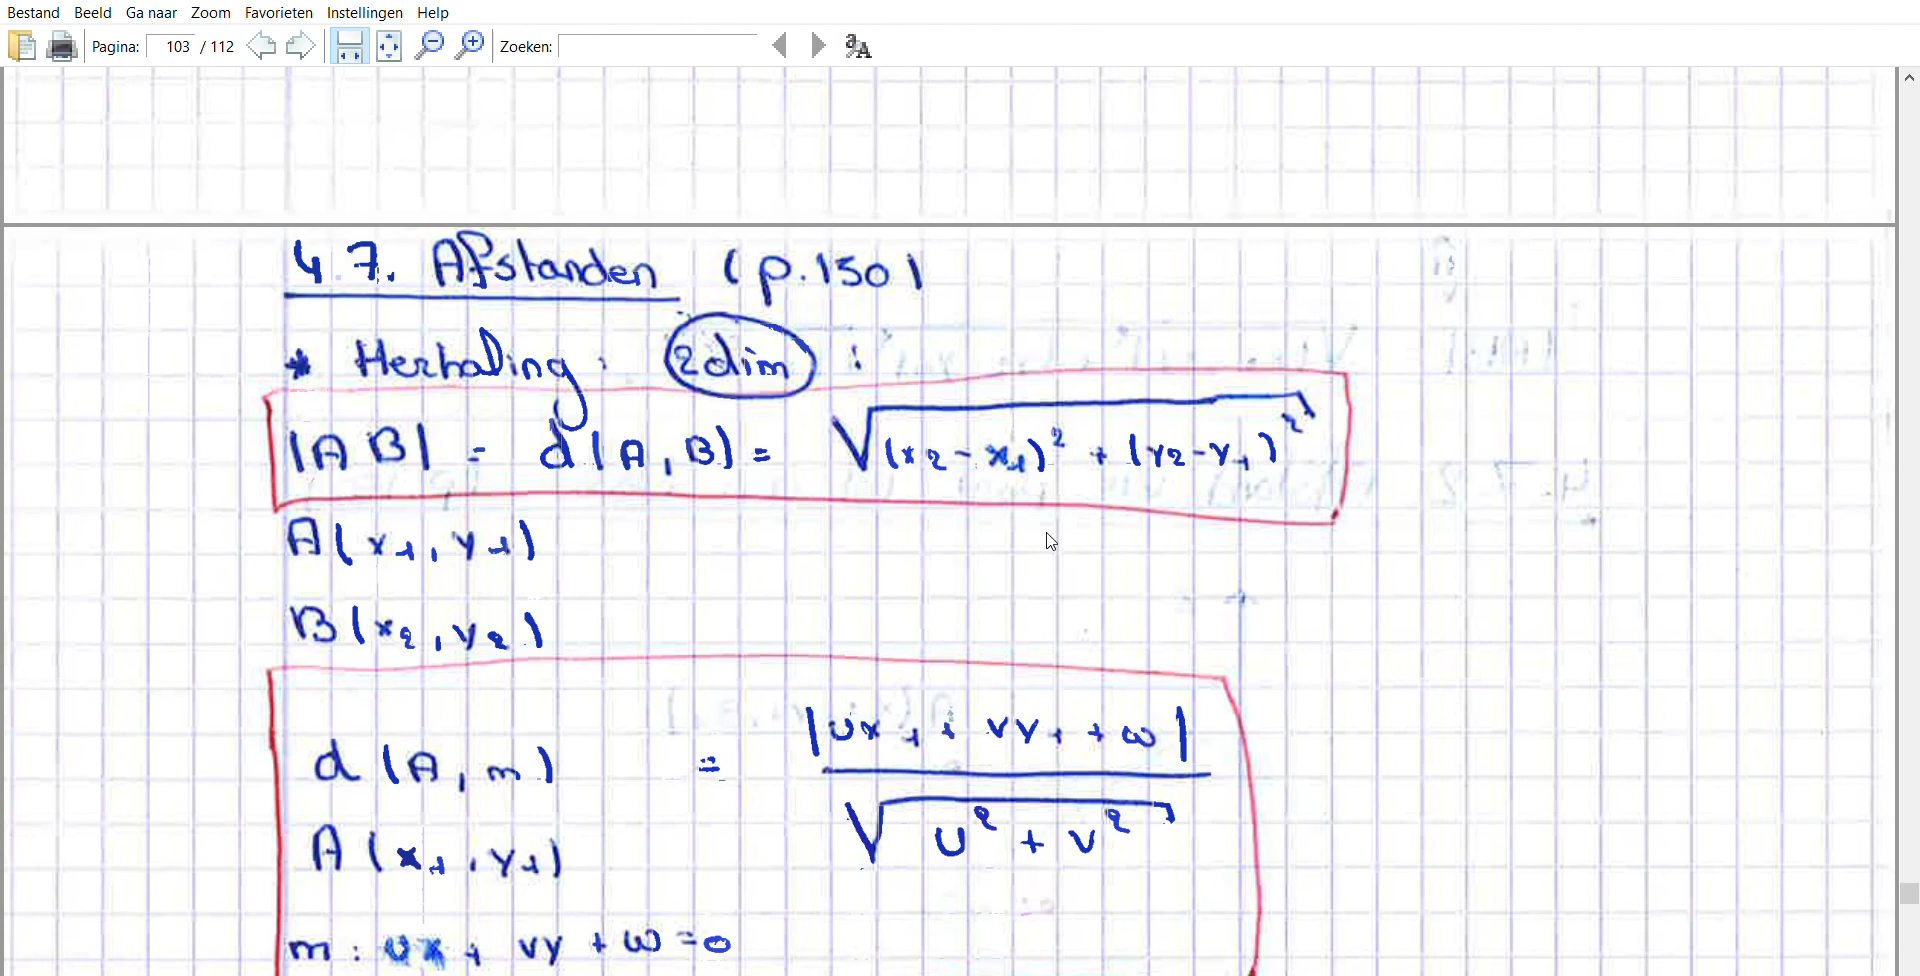 Bestand Beeld Ga naar Zoom Favorieten Instellingen Help
Pagina: 103 / 112 Zoeken:
4.7. Afstanden (p.150)
* Herhaling: 2dim :
|AB| = d(A,B) = √((x₂-x₁)² + (y₂-y₁)²)
A(x₁,y₁)
B(x₂,y₂)
d(A,m) = |ux₁ + vy₁ + w| / √(u² + v²)
A(x₁,y₁)
m: ux + vy + w = 0